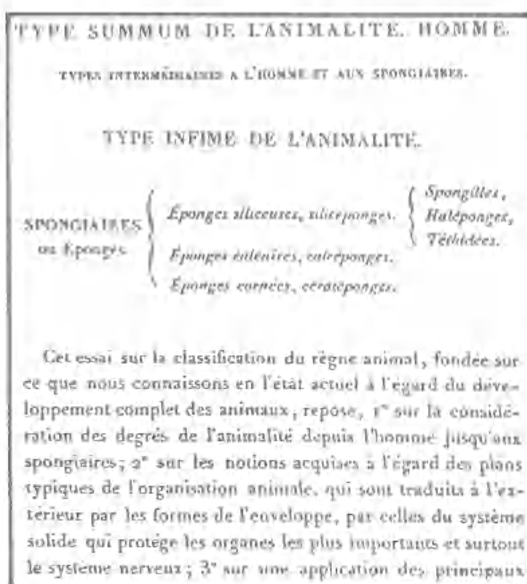 TYPE SUMMUM DE L'ANIMALITE. HOMME.
TYPES INTERMÉDIAIRES A L'HOMME ET AUX SPONGIAIRES.
TYPE INFIME DE L'ANIMALITÉ.
SPONGIAIRES
ou Éponges
Éponges siliceuses, siliceponges.
Spongilles,
Haléponges,
Téthidées.
Éponges calcaires, calcéponges.
Éponges cornées, cératéponges.
Cet essai sur la classification du règne animal, fondée sur
ce que nous connaissons en l'état actuel à l'égard du déve-
loppement complet des animaux, repose, 1° sur la considé-
ration des degrés de l'animalité depuis l'homme jusqu'aux
spongiaires; 2° sur les notions acquises à l'égard des plans
typiques de l'organisation animale, qui sont traduits à l'ex-
térieur par les formes de l'enveloppe, par celles du système
solide qui protége les organes les plus importants et surtout
le système nerveux; 3° sur une application des principaux